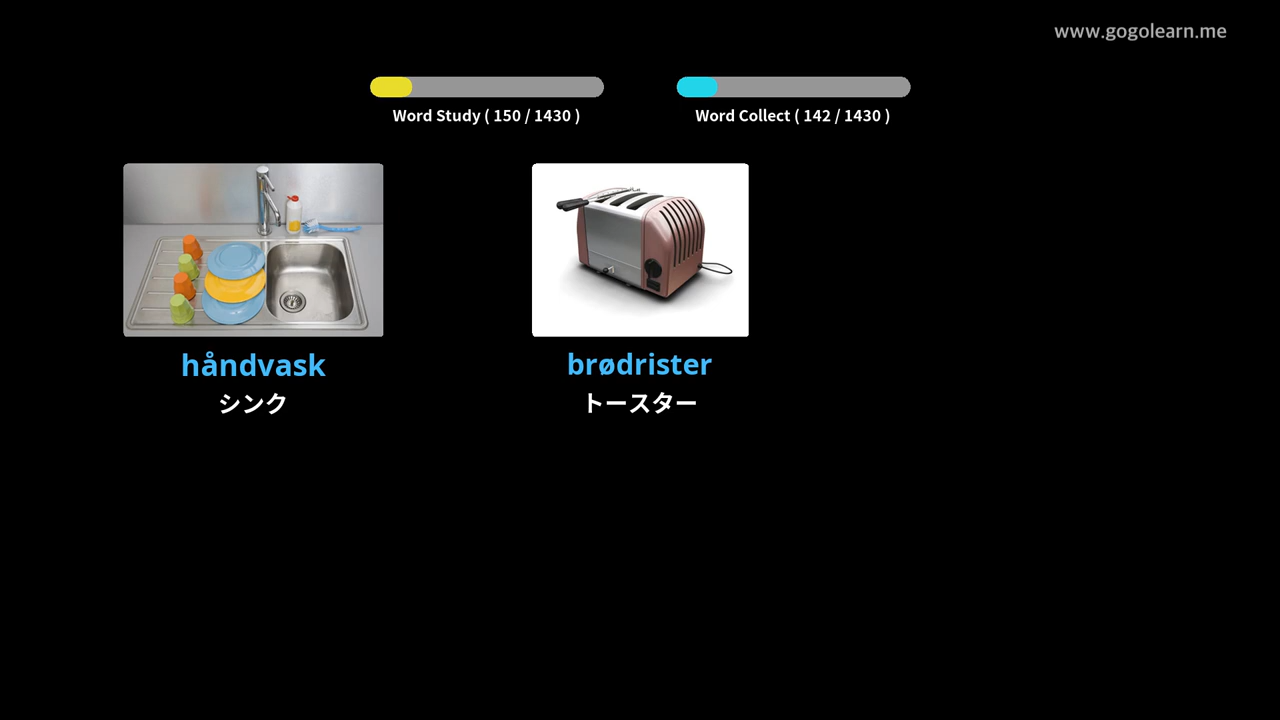 www.gogolearn.me
Word Study ( 150 / 1430 )
Word Collect ( 142 / 1430 )
håndvask
シンク
brødrister
トースター